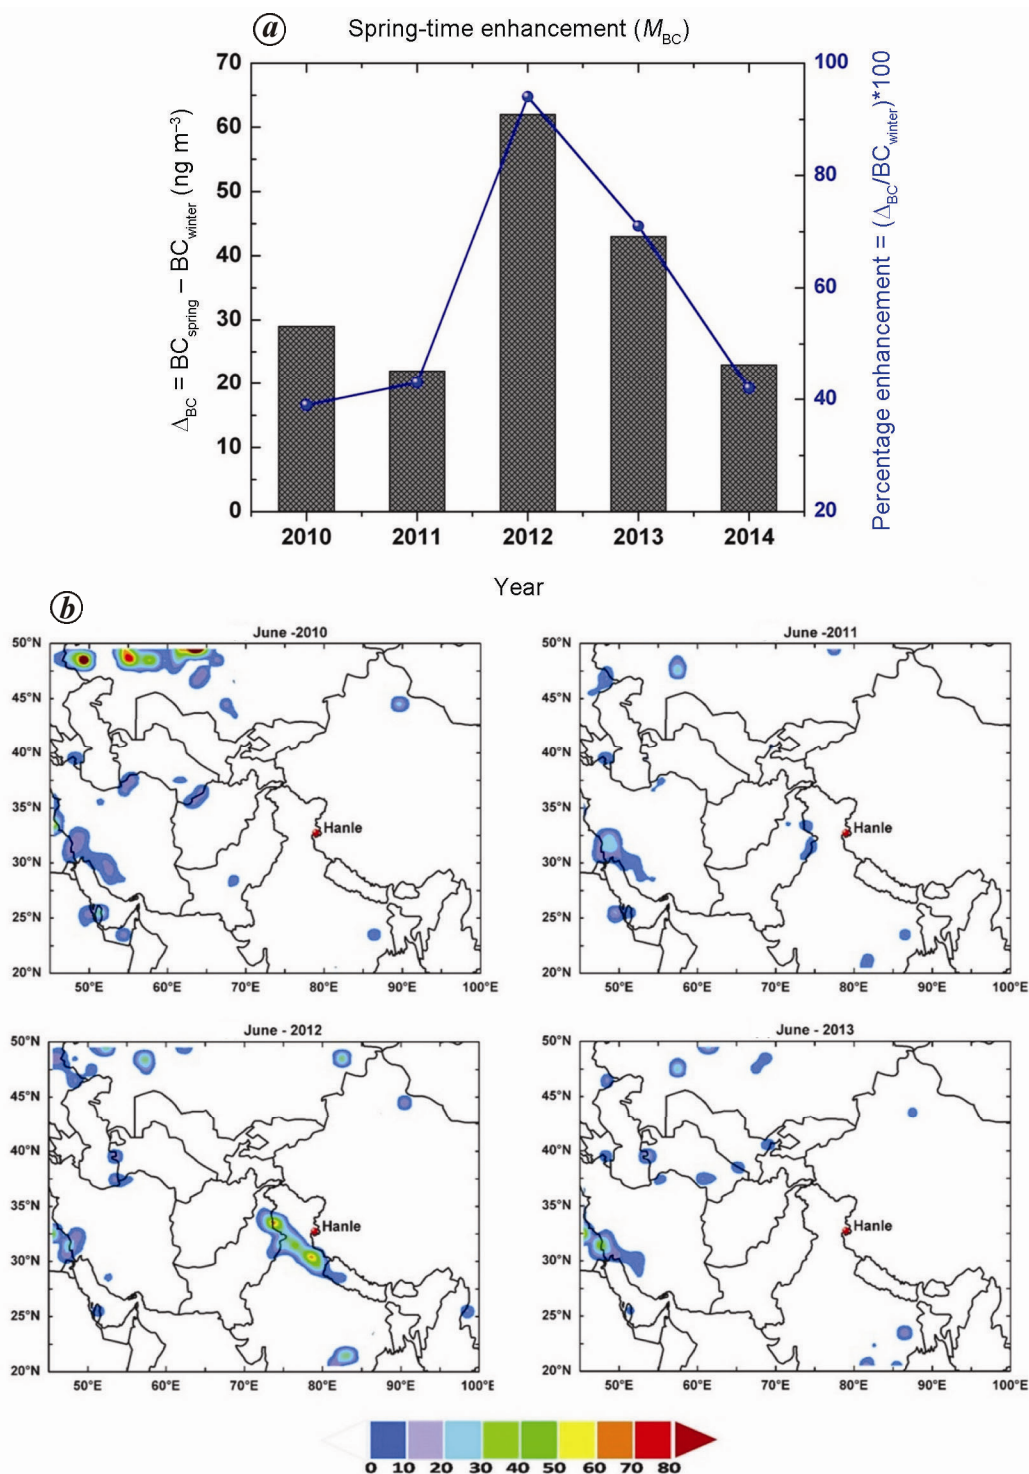 a Spring-time enhancement (M_BC)
70 100
60
80
50
40 60
30
20 40
10
0 20
Δ_BC = BC_spring – BC_winter (ng m⁻³)
Percentage enhancement = (Δ_BC/BC_winter)*100
2010 2011 2012 2013 2014
Year
b
June -2010
50°N
45°N
40°N
35°N
30°N
25°N
20°N
Hanle
50°E 60°E 70°E 80°E 90°E 100°E
June -2011
50°N
45°N
40°N
35°N
30°N
25°N
20°N
Hanle
50°E 60°E 70°E 80°E 90°E 100°E
June - 2012
50°N
45°N
40°N
35°N
30°N
25°N
20°N
Hanle
50°E 60°E 70°E 80°E 90°E 100°E
June - 2013
50°N
45°N
40°N
35°N
30°N
25°N
20°N
Hanle
50°E 60°E 70°E 80°E 90°E 100°E
0 10 20 30 40 50 60 70 80